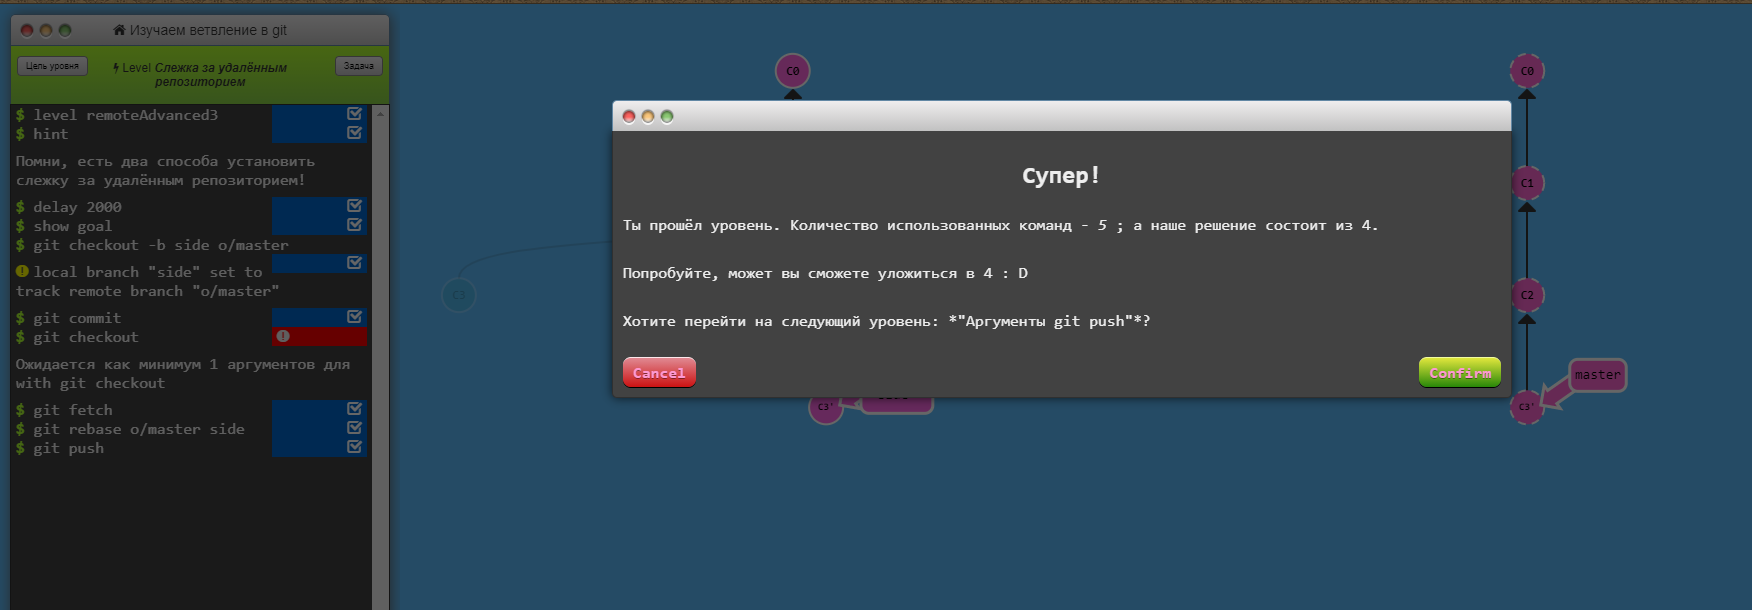 Изучаем ветвление в git
Цель уровня
Level Слежка за удалённым
репозиторием
Задача
$ level remoteAdvanced3
$ hint
Помни, есть два способа установить
слежку за удалённым репозиторием!
$ delay 2000
$ show goal
$ git checkout -b side o/master
local branch "side" set to
track remote branch "o/master"
$ git commit
$ git checkout
Ожидается как минимум 1 аргументов для
with git checkout
$ git fetch
$ git rebase o/master side
$ git push
C0
C3
C3'
Супер!
Ты прошёл уровень. Количество использованных команд - 5 ; а наше решение состоит из 4.
Попробуйте, может вы сможете уложиться в 4 : D
Хотите перейти на следующий уровень: *"Аргументы git push"*?
Cancel
Confirm
C0
C1
C2
C3'
master